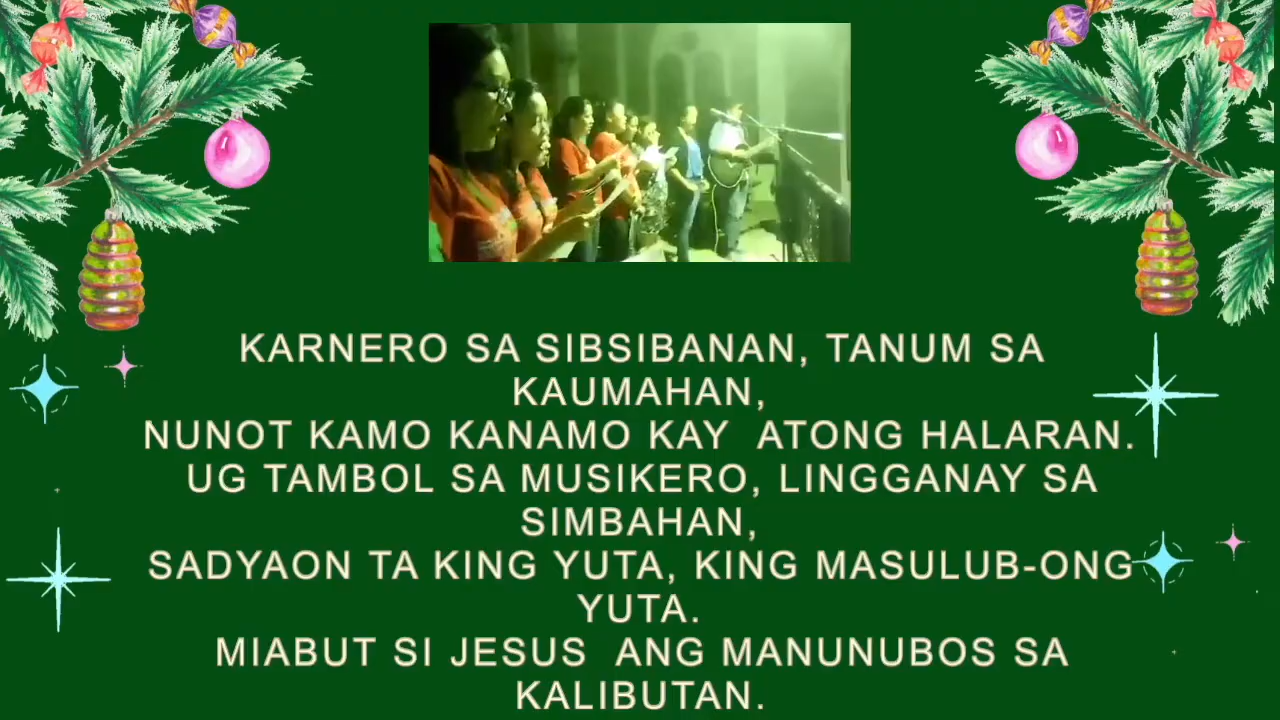 KARNERO SA SIBSIBANAN, TANUM SA
KAUMAHAN,
NUNOT KAMO KANAMO KAY  ATONG HALARAN.
UG TAMBOL SA MUSIKERO, LINGGANAY SA
SIMBAHAN,
SADYAON TA KING YUTA, KING MASULUB-ONG
YUTA.
MIABUT SI JESUS  ANG MANUNUBOS SA
KALIBUTAN.